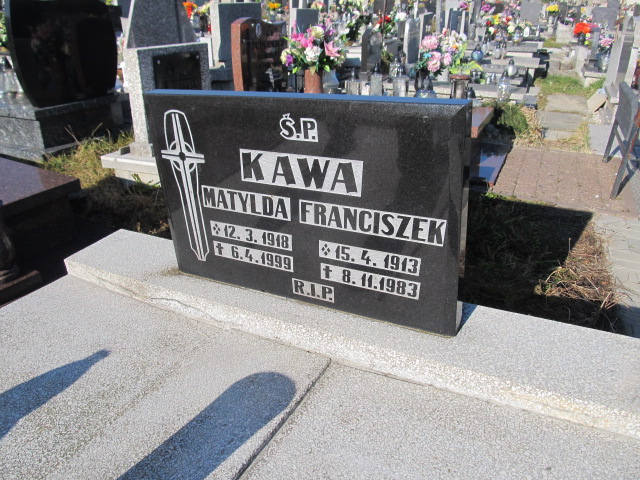 Ś.P.
KAWA
MATYLDA FRANCISZEK
12.3.1918 15.4.1913
✝ 6.4.1999 ✝ 8.11.1983
R.I.P.